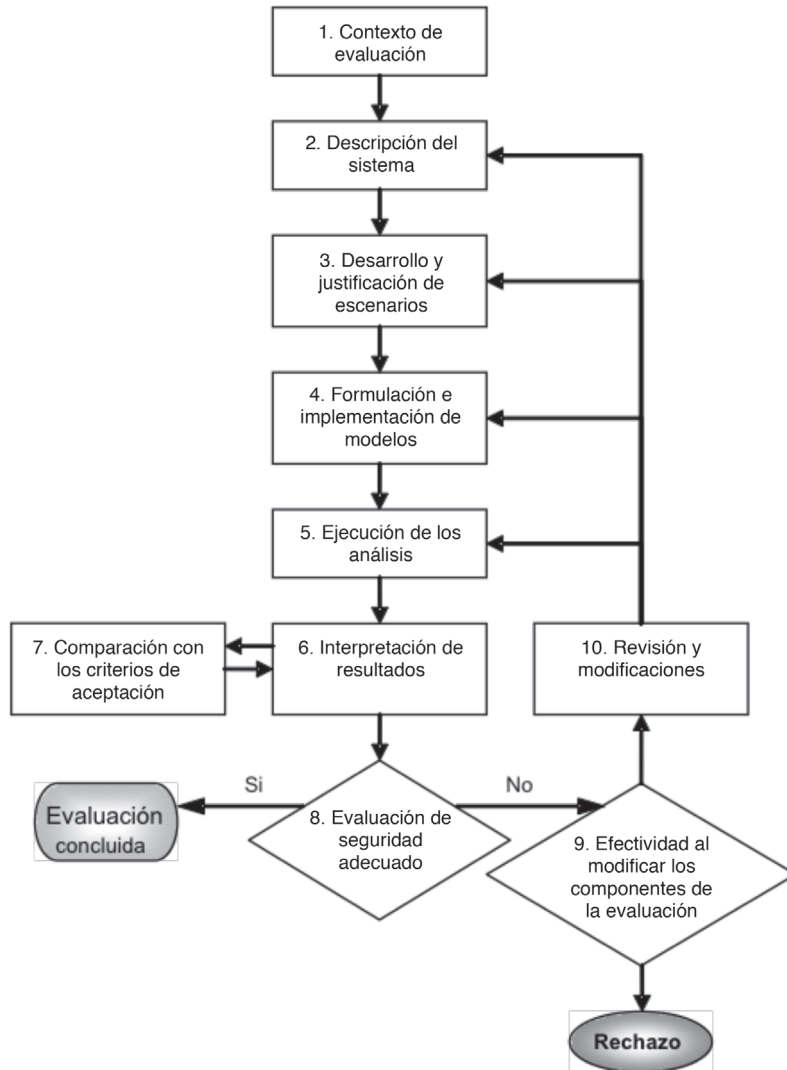 1. Contexto de
evaluación
2. Descripción del
sistema
3. Desarrollo y
justificación de
escenarios
4. Formulación e
implementación de
modelos
5. Ejecución de los
análisis
7. Comparación con
los criterios de
aceptación
6. Interpretación de
resultados
10. Revisión y
modificaciones
Si
No
Evaluación
concluida
8. Evaluación de
seguridad
adecuado
9. Efectividad al
modificar los
componentes de
la evaluación
Rechazo